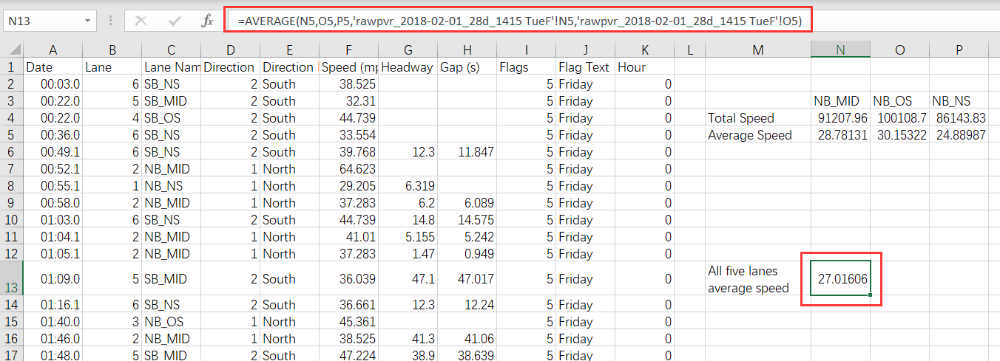 N13 fx =AVERAGE(N5,O5,P5,'rawpvr_2018-02-01_28d_1415 TueF'!N5,'rawpvr_2018-02-01_28d_1415 TueF'!O5)
A B C D E F G H I J K L M N O P
1 Date Lane Lane Nam Direction Direction Speed (mp Headway Gap (s) Flags Flag Text Hour
2 00:03.0 6 SB_NS 2 South 38.525 5 Friday 0
3 00:22.0 5 SB_MID 2 South 32.31 5 Friday 0 NB_MID NB_OS NB_NS
4 00:22.0 4 SB_OS 2 South 44.739 5 Friday 0 Total Speed 91207.96 100108.7 86143.83
5 00:36.0 6 SB_NS 2 South 33.554 5 Friday 0 Average Speed 28.78131 30.15322 24.88987
6 00:49.1 6 SB_NS 2 South 39.768 12.3 11.847 5 Friday 0
7 00:52.1 2 NB_MID 1 North 64.623 5 Friday 0
8 00:55.1 1 NB_NS 1 North 29.205 6.319 5 Friday 0
9 00:58.0 2 NB_MID 1 North 37.283 6.2 6.089 5 Friday 0
10 01:03.0 6 SB_NS 2 South 44.739 14.8 14.575 5 Friday 0
11 01:04.1 2 NB_MID 1 North 41.01 5.155 5.242 5 Friday 0
12 01:05.1 2 NB_MID 1 North 37.283 1.47 0.949 5 Friday 0
13 01:09.0 5 SB_MID 2 South 36.039 47.1 47.017 5 Friday 0 All five lanes
average speed 27.01606
14 01:16.1 6 SB_NS 2 South 36.661 12.3 12.24 5 Friday 0
15 01:40.0 3 NB_OS 1 North 45.361 5 Friday 0
16 01:46.0 2 NB_MID 1 North 38.525 41.3 41.06 5 Friday 0
17 01:48.0 5 SB_MID 2 South 47.224 38.9 38.639 5 Friday 0